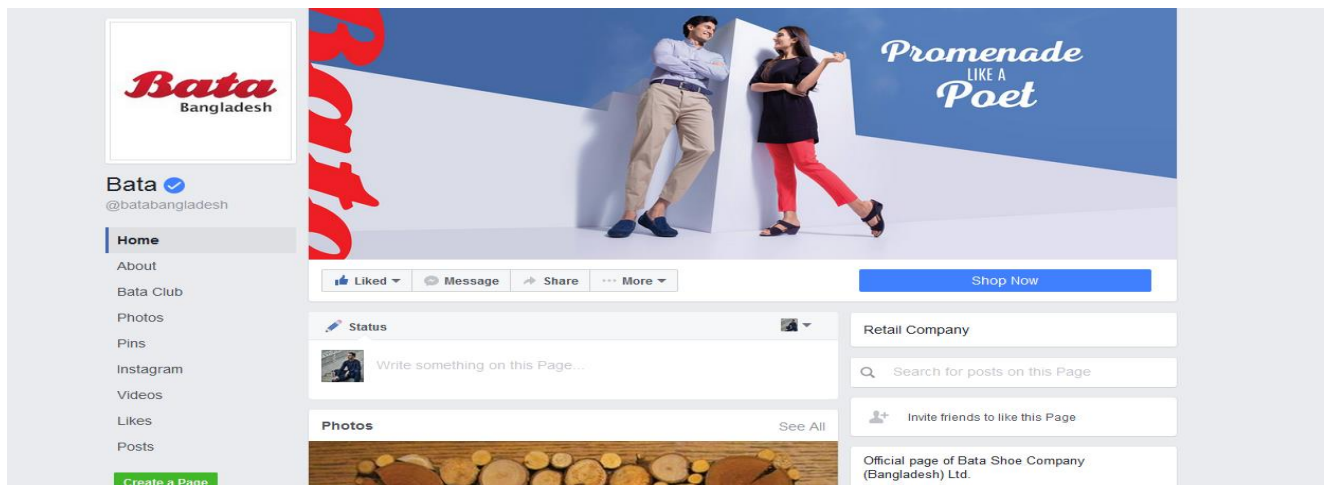 Bata
Bangladesh
Bata
@batabangladesh
Home
About
Bata Club
Photos
Pins
Instagram
Videos
Likes
Posts
Create a Page
Bata
Promenade
LIKE A
Poet
Liked
Message
Share
More
Shop Now
Status
Write something on this Page...
Photos
See All
Retail Company
Search for posts on this Page
Invite friends to like this Page
Official page of Bata Shoe Company
(Bangladesh) Ltd.